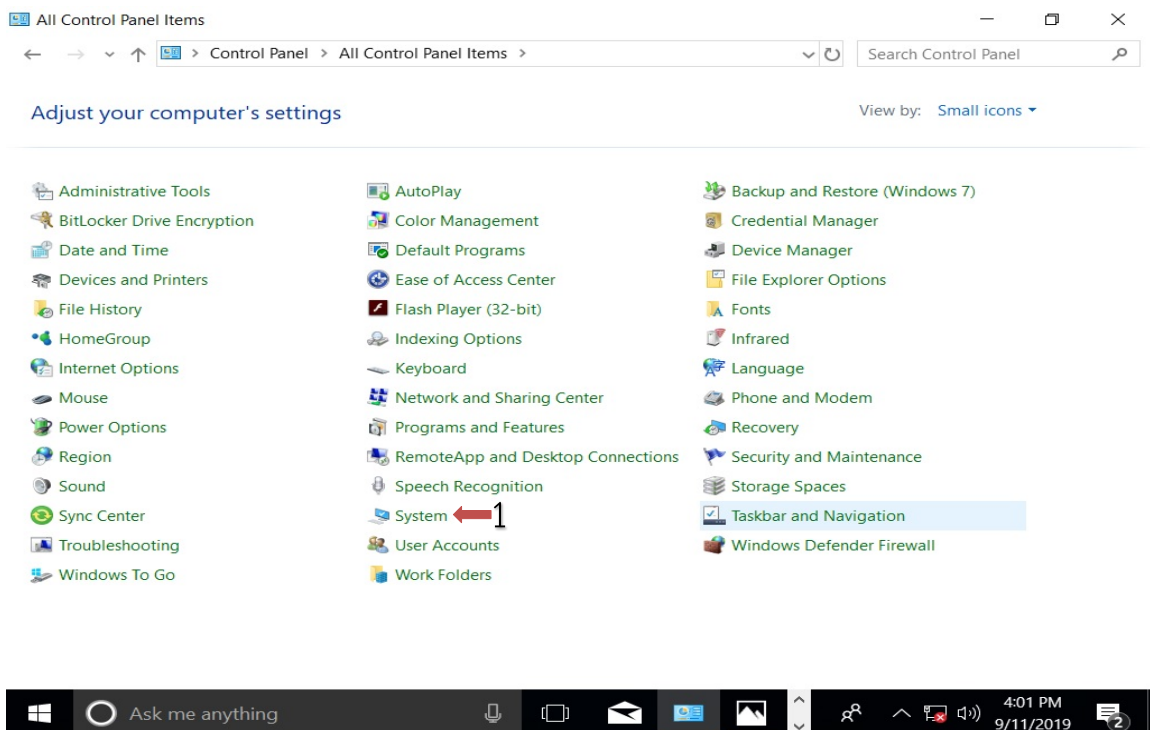 All Control Panel Items
Control Panel > All Control Panel Items >
Search Control Panel
Adjust your computer's settings
View by: Small icons
Administrative Tools
BitLocker Drive Encryption
Date and Time
Devices and Printers
File History
HomeGroup
Internet Options
Mouse
Power Options
Region
Sound
Sync Center
Troubleshooting
Windows To Go
AutoPlay
Color Management
Default Programs
Ease of Access Center
Flash Player (32-bit)
Indexing Options
Keyboard
Network and Sharing Center
Programs and Features
RemoteApp and Desktop Connections
Speech Recognition
System 1
User Accounts
Work Folders
Backup and Restore (Windows 7)
Credential Manager
Device Manager
File Explorer Options
Fonts
Infrared
Language
Phone and Modem
Recovery
Security and Maintenance
Storage Spaces
Taskbar and Navigation
Windows Defender Firewall
Ask me anything
4:01 PM
9/11/2019
2